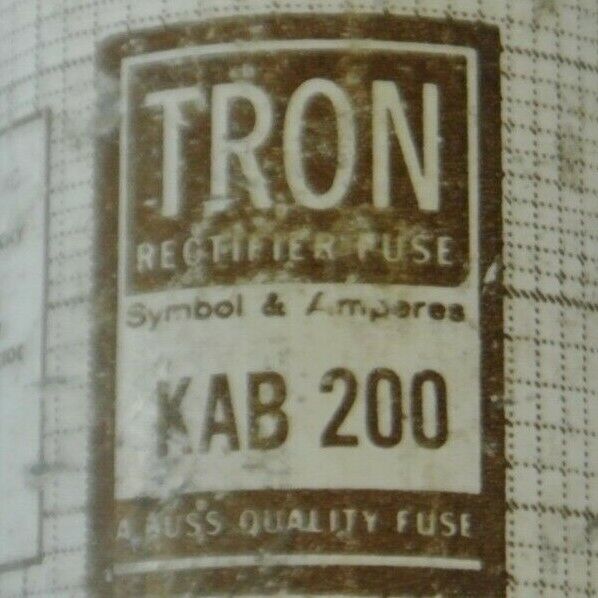 TRON
RECTIFIER FUSE
Symbol & Amperes
KAB 200
A BUSS QUALITY FUSE